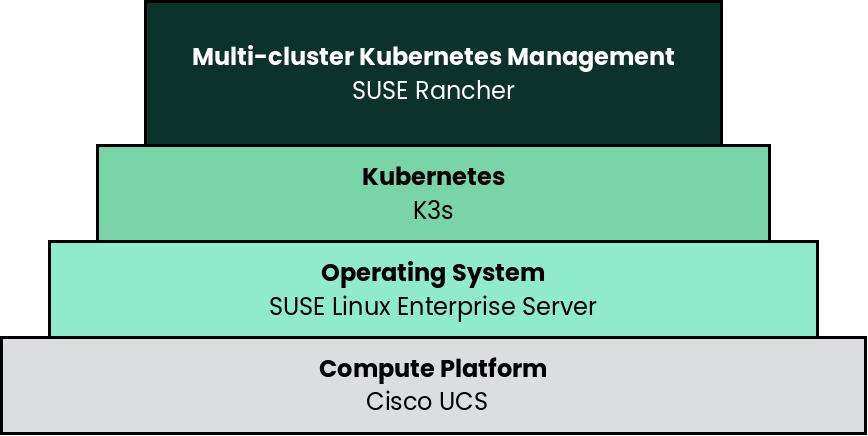 Multi-cluster Kubernetes Management
SUSE Rancher
Kubernetes
K3s
Operating System
SUSE Linux Enterprise Server
Compute Platform
Cisco UCS